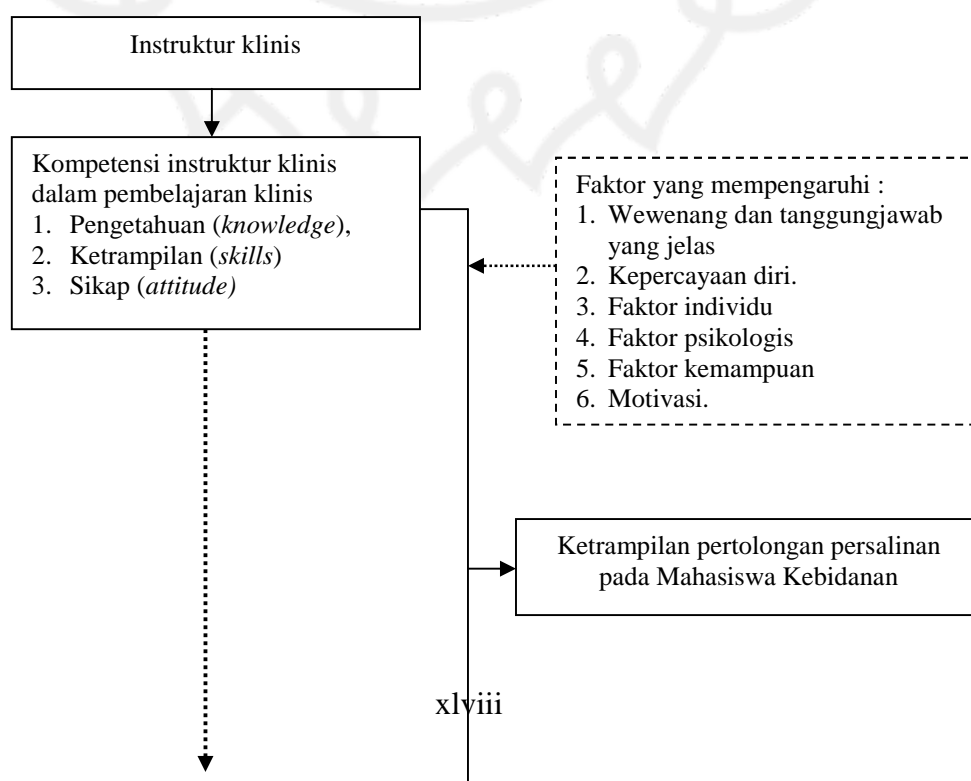 Instruktur klinis
Kompetensi instruktur klinis
dalam pembelajaran klinis
1. Pengetahuan (knowledge),
2. Ketrampilan (skills)
3. Sikap (attitude)
Faktor yang mempengaruhi :
1. Wewenang dan tanggungjawab
yang jelas
2. Kepercayaan diri.
3. Faktor individu
4. Faktor psikologis
5. Faktor kemampuan
6. Motivasi.
Ketrampilan pertolongan persalinan
pada Mahasiswa Kebidanan
xlviii